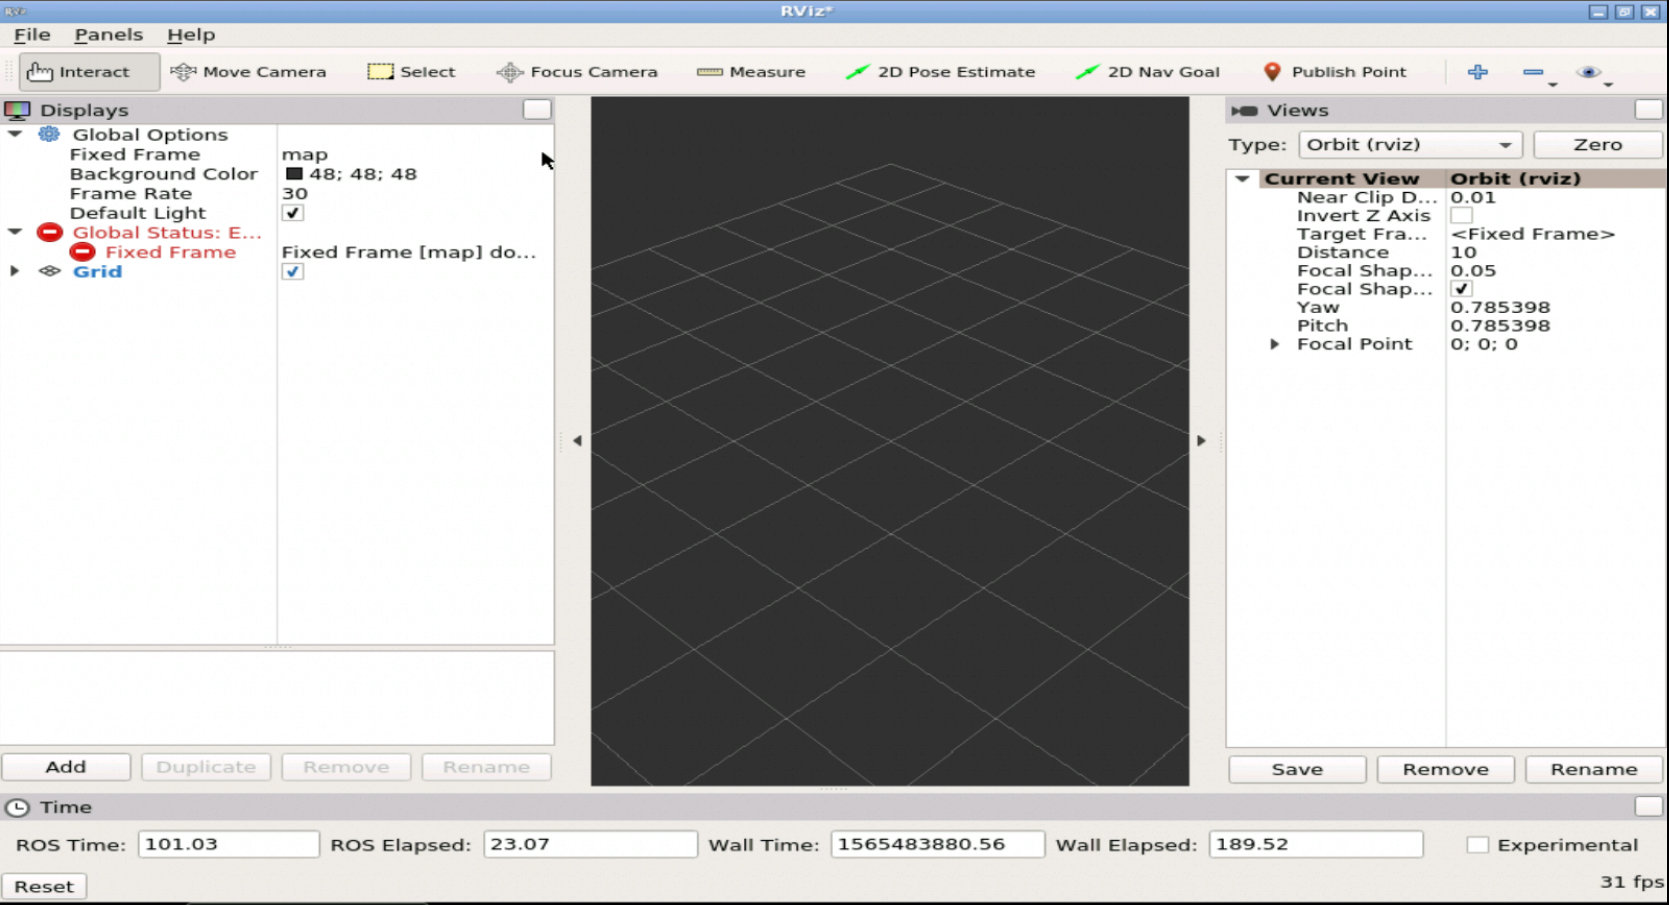 RViz*
File Panels Help
Interact Move Camera Select Focus Camera Measure 2D Pose Estimate 2D Nav Goal Publish Point
Displays
Global Options
Fixed Frame map
Background Color 48; 48; 48
Frame Rate 30
Default Light
Global Status: E...
Fixed Frame Fixed Frame [map] do...
Grid
Add Duplicate Remove Rename
Views
Type: Orbit (rviz) Zero
Current View Orbit (rviz)
Near Clip D... 0.01
Invert Z Axis
Target Fra... <Fixed Frame>
Distance 10
Focal Shap... 0.05
Focal Shap...
Yaw 0.785398
Pitch 0.785398
Focal Point 0; 0; 0
Save Remove Rename
Time
ROS Time: 101.03 ROS Elapsed: 23.07 Wall Time: 1565483880.56 Wall Elapsed: 189.52 Experimental
Reset 31 fps